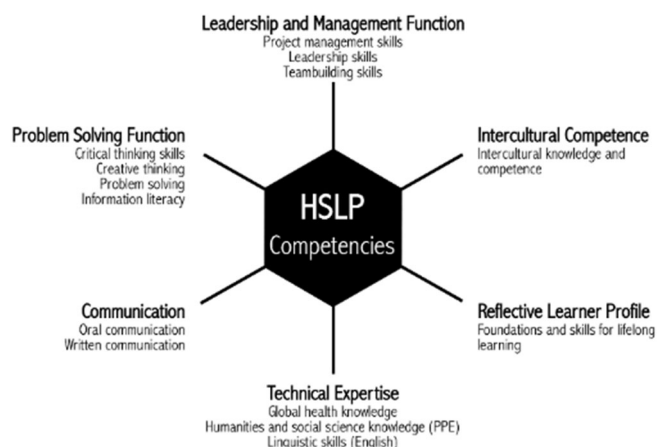 Leadership and Management Function
Project management skills
Leadership skills
Teambuilding skills
Problem Solving Function
Critical thinking skills
Creative thinking
Problem solving
Information literacy
Intercultural Competence
Intercultural knowledge and
competence
HSLP
Competencies
Communication
Oral communication
Written communication
Reflective Learner Profile
Foundations and skills for lifelong
learning
Technical Expertise
Global health knowledge
Humanities and social science knowledge (PPE)
Linguistic skills (English)